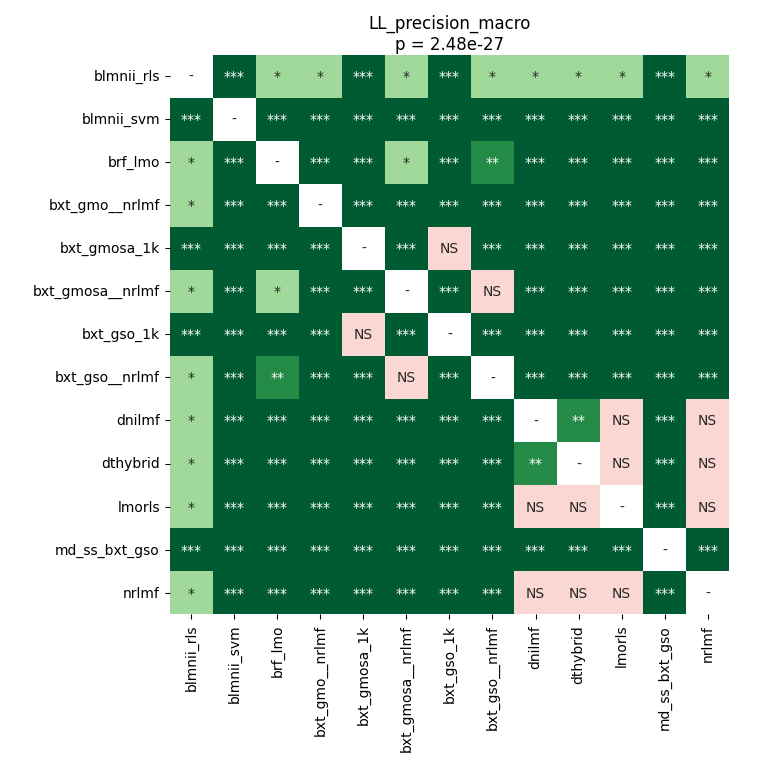 LL_precision_macro
p = 2.48e-27
blmnii_rls - *** * * *** * *** * * * * *** *
blmnii_svm *** - *** *** *** *** *** *** *** *** *** *** ***
brf_lmo * *** - *** *** * *** ** *** *** *** *** ***
bxt_gmo__nrlmf * *** *** - *** *** *** *** *** *** *** *** ***
bxt_gmosa_1k *** *** *** *** - *** NS *** *** *** *** *** ***
bxt_gmosa__nrlmf * *** * *** *** - *** NS *** *** *** *** ***
bxt_gso_1k *** *** *** *** NS *** - *** *** *** *** *** ***
bxt_gso__nrlmf * *** ** *** *** NS *** - *** *** *** *** ***
dnilmf * *** *** *** *** *** *** *** - ** NS *** NS
dthybrid * *** *** *** *** *** *** *** ** - NS *** NS
lmorls * *** *** *** *** *** *** *** NS NS - *** NS
md_ss_bxt_gso *** *** *** *** *** *** *** *** *** *** *** - ***
nrlmf * *** *** *** *** *** *** *** NS NS NS *** -
blmnii_rls
blmnii_svm
brf_lmo
bxt_gmo__nrlmf
bxt_gmosa_1k
bxt_gmosa__nrlmf
bxt_gso_1k
bxt_gso__nrlmf
dnilmf
dthybrid
lmorls
md_ss_bxt_gso
nrlmf